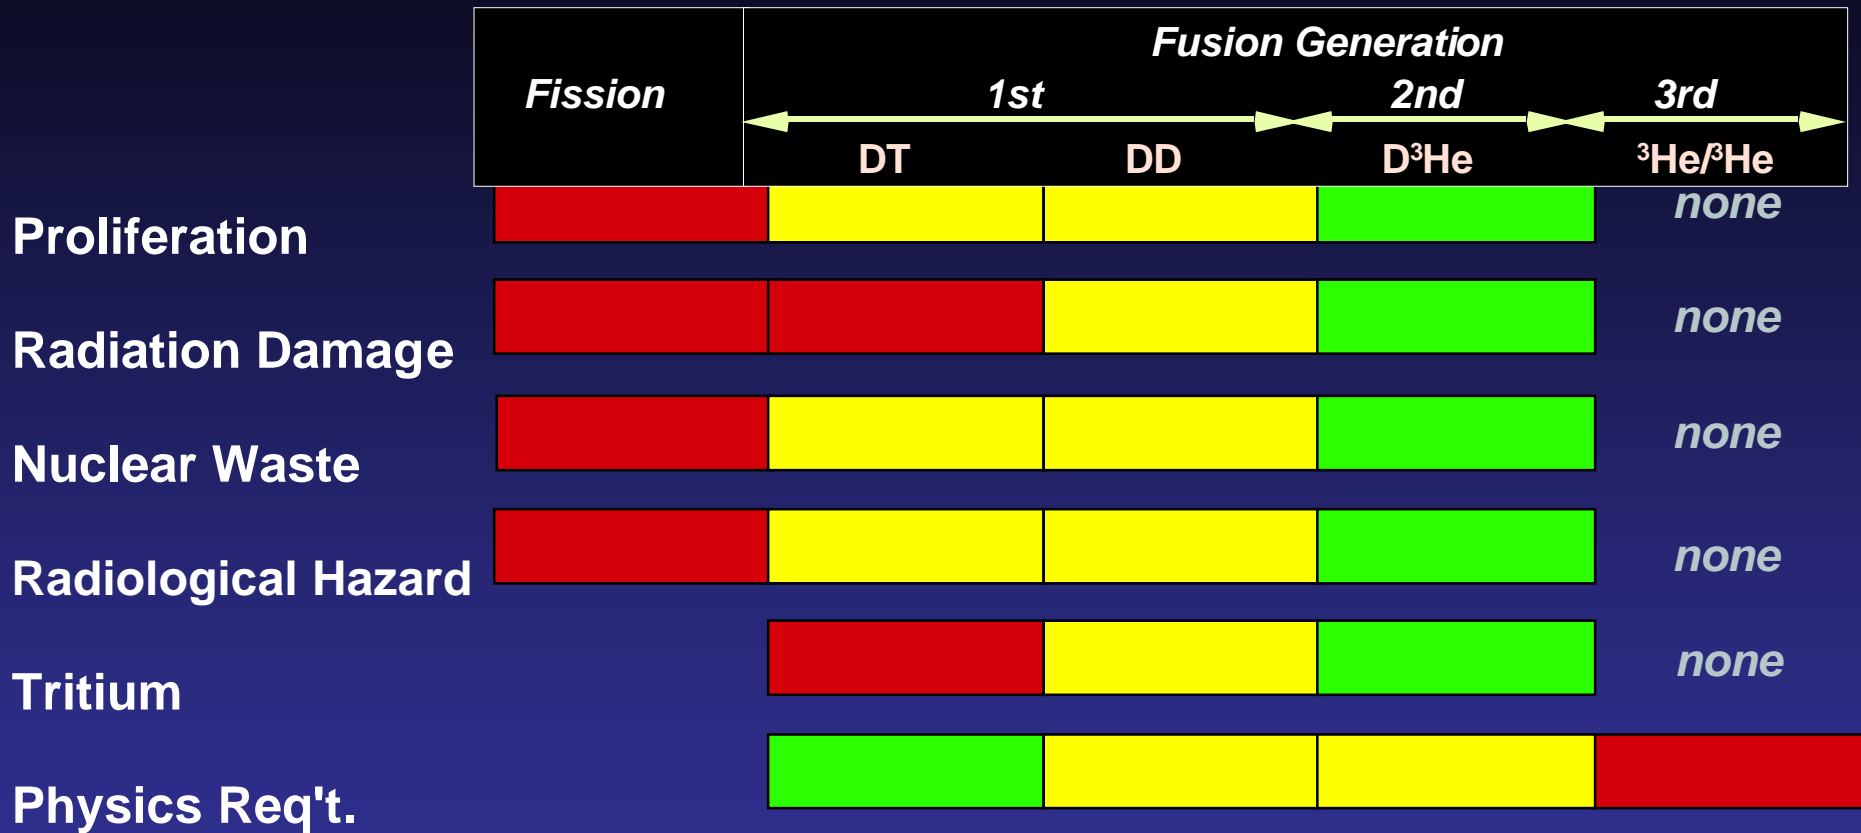 Fusion Generation
Fission 1st 2nd 3rd
DT DD D³He ³He/³He
Proliferation none
Radiation Damage none
Nuclear Waste none
Radiological Hazard none
Tritium none
Physics Req't.